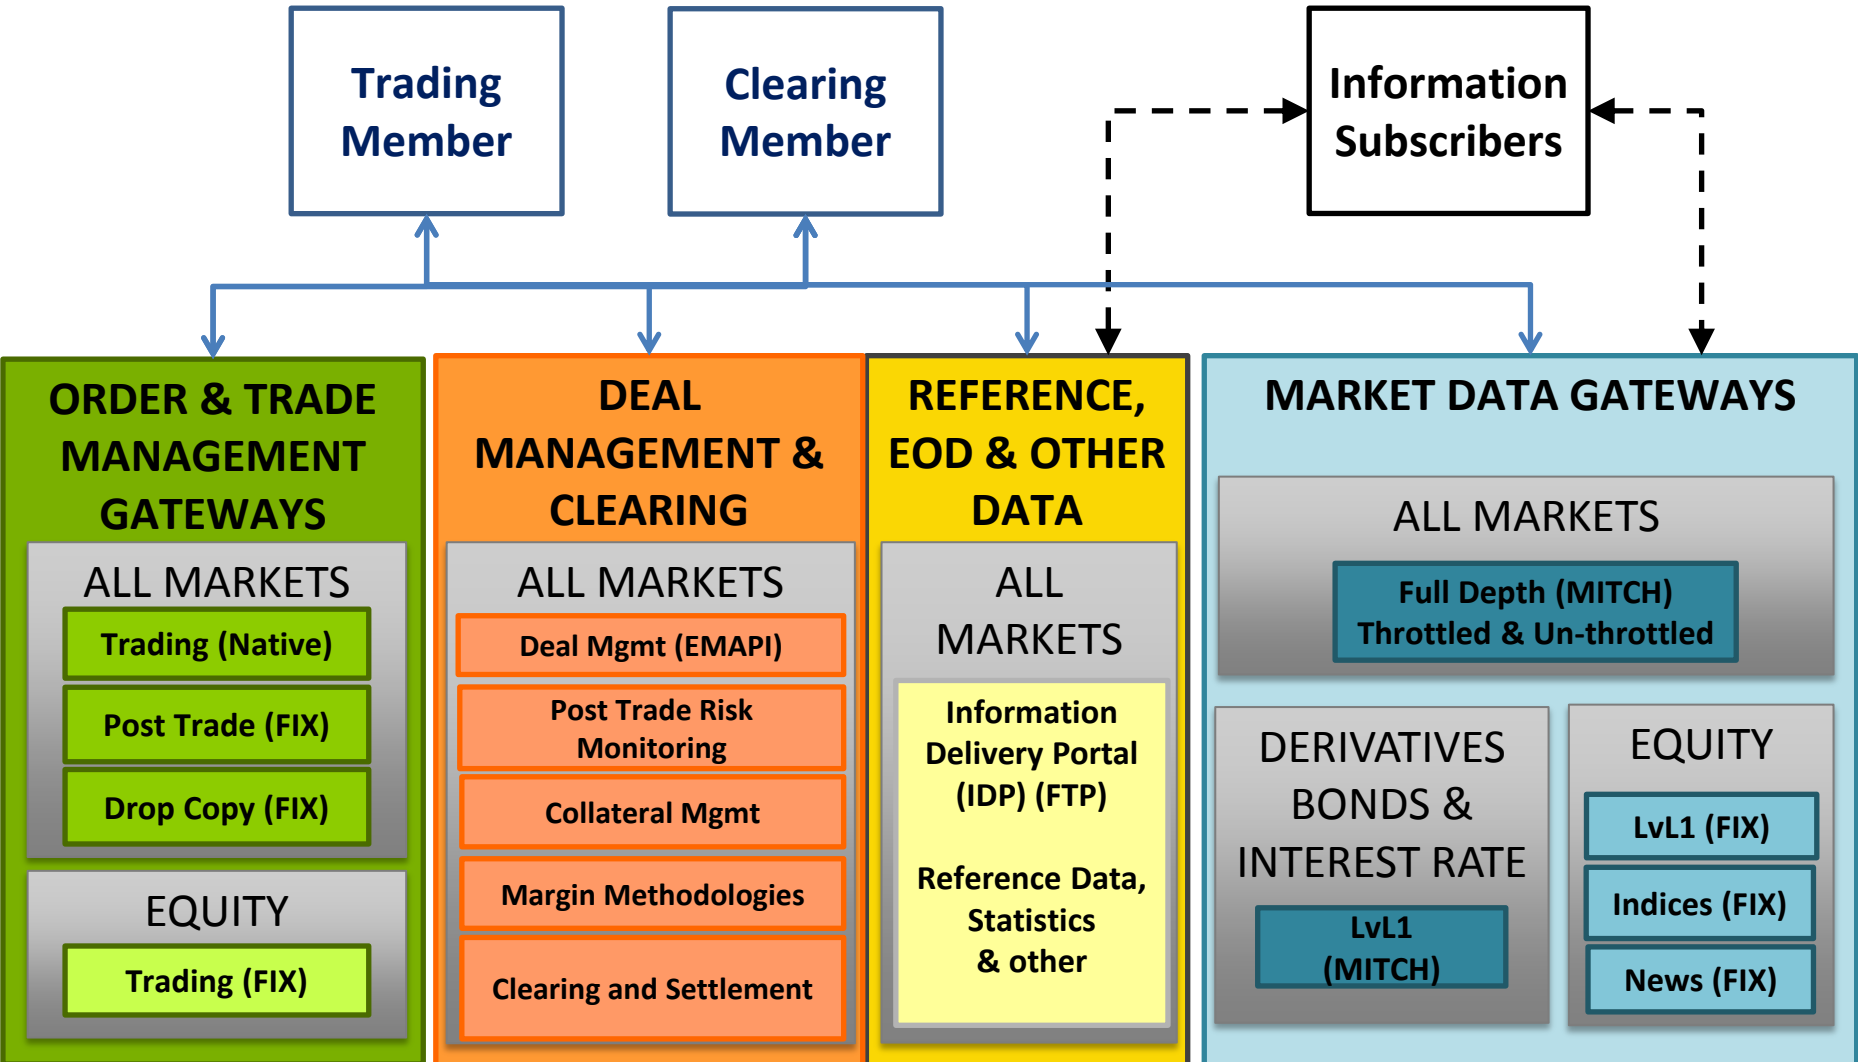 Trading
Member
Clearing
Member
Information
Subscribers
ORDER & TRADE
MANAGEMENT
GATEWAYS
ALL MARKETS
Trading (Native)
Post Trade (FIX)
Drop Copy (FIX)
EQUITY
Trading (FIX)
DEAL
MANAGEMENT &
CLEARING
ALL MARKETS
Deal Mgmt (EMAPI)
Post Trade Risk
Monitoring
Collateral Mgmt
Margin Methodologies
Clearing and Settlement
REFERENCE,
EOD & OTHER
DATA
ALL
MARKETS
Information
Delivery Portal
(IDP) (FTP)
Reference Data,
Statistics
& other
MARKET DATA GATEWAYS
ALL MARKETS
Full Depth (MITCH)
Throttled & Un-throttled
DERIVATIVES
BONDS &
INTEREST RATE
LvL1
(MITCH)
EQUITY
LvL1 (FIX)
Indices (FIX)
News (FIX)